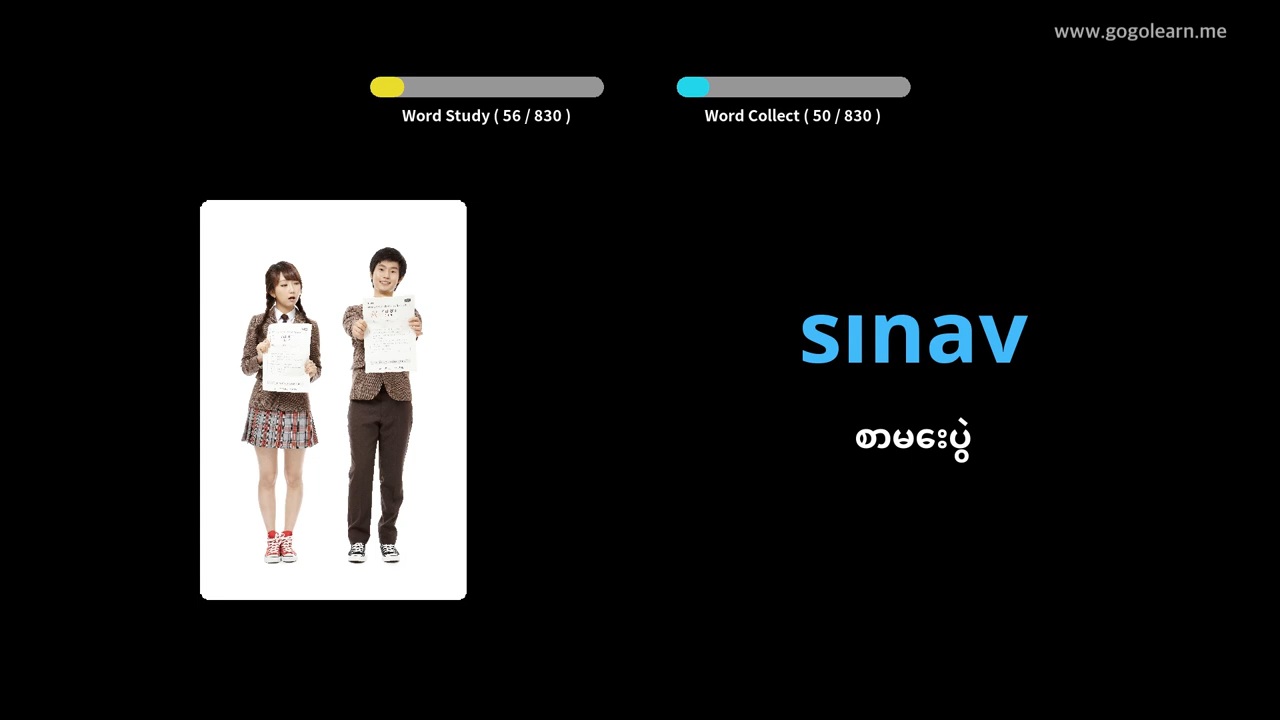 www.gogolearn.me
Word Study ( 56 / 830 )
Word Collect ( 50 / 830 )
sınav
စာမေးပွဲ